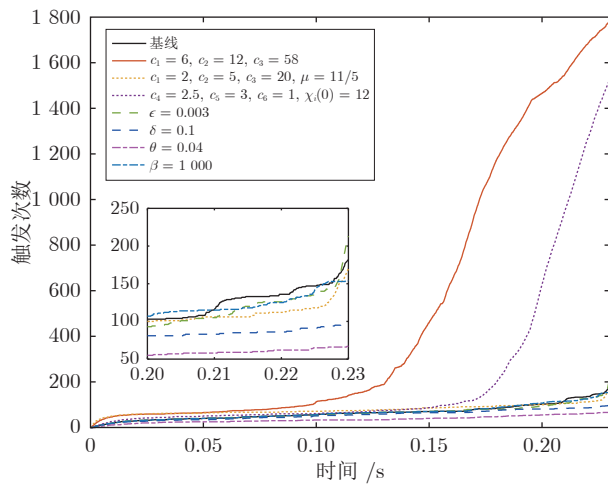 1 800
1 600
1 400
1 200
1 000
800
600
400
200
0
触发次数
基线
c₁ = 6, c₂ = 12, c₃ = 58
c₁ = 2, c₂ = 5, c₃ = 20, μ = 11/5
c₄ = 2.5, c₅ = 3, c₆ = 1, χᵢ(0) = 12
ϵ = 0.003
δ = 0.1
θ = 0.04
β = 1 000
250
200
150
100
50
0.20 0.21 0.22 0.23
0 0.05 0.10 0.15 0.20
时间 /s